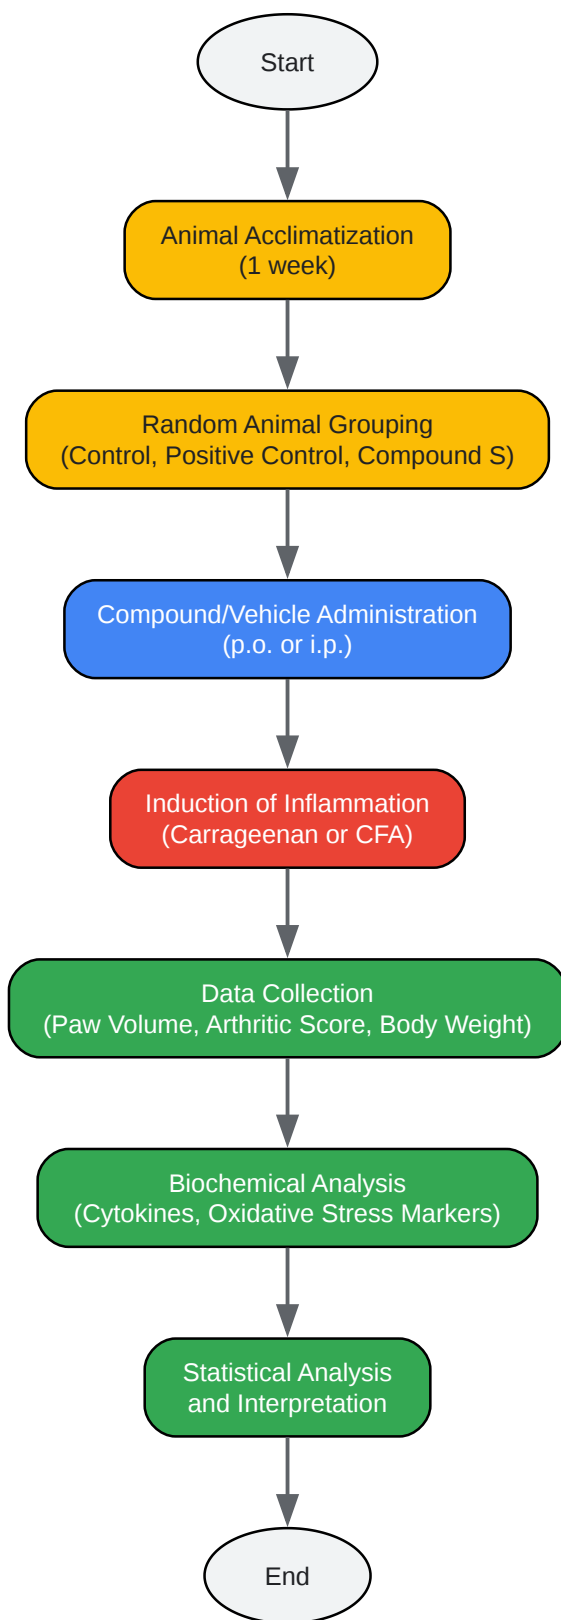 Start
Animal Acclimatization
(1 week)
Random Animal Grouping
(Control, Positive Control, Compound S)
Compound/Vehicle Administration
(p.o. or i.p.)
Induction of Inflammation
(Carrageenan or CFA)
Data Collection
(Paw Volume, Arthritic Score, Body Weight)
Biochemical Analysis
(Cytokines, Oxidative Stress Markers)
Statistical Analysis
and Interpretation
End